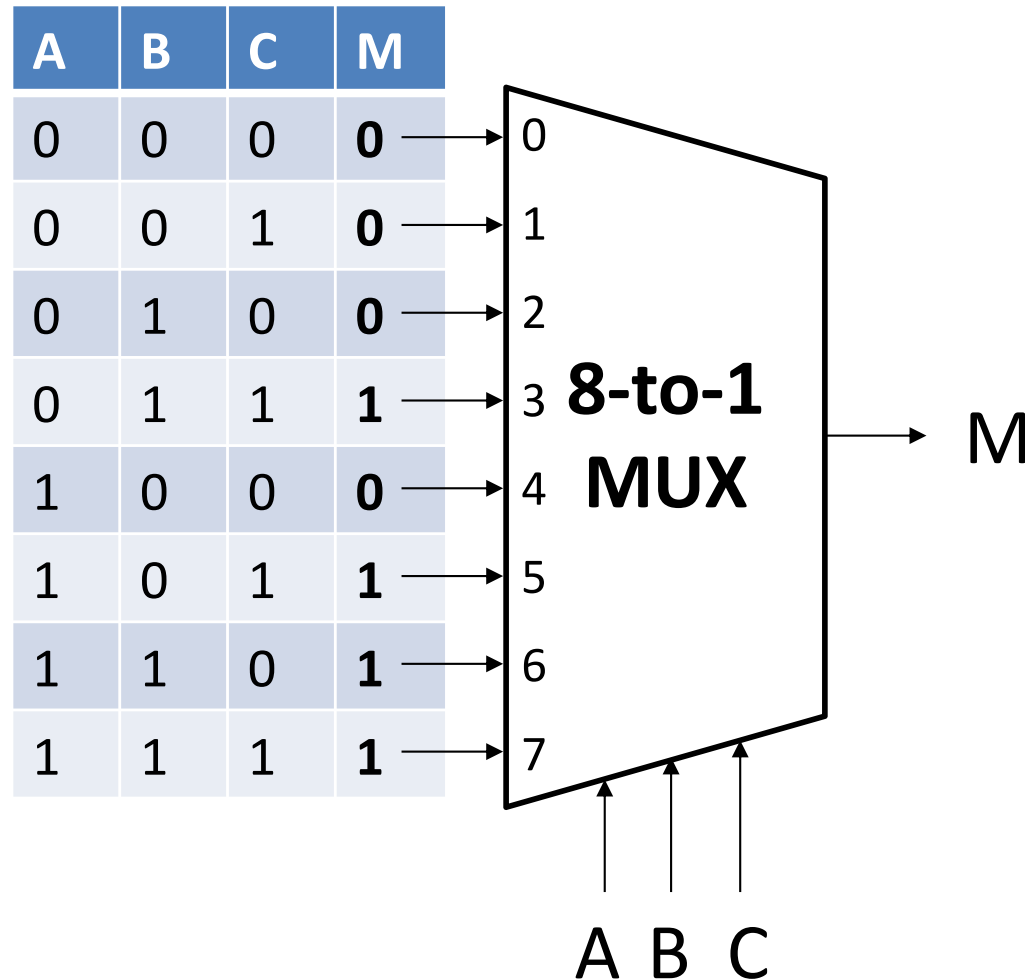 A B C M
0 0 0 0 0
0 0 1 0 1
0 1 0 0 2
0 1 1 1 3
8-to-1
MUX
M
1 0 0 0 4
1 0 1 1 5
1 1 0 1 6
1 1 1 1 7
A B C